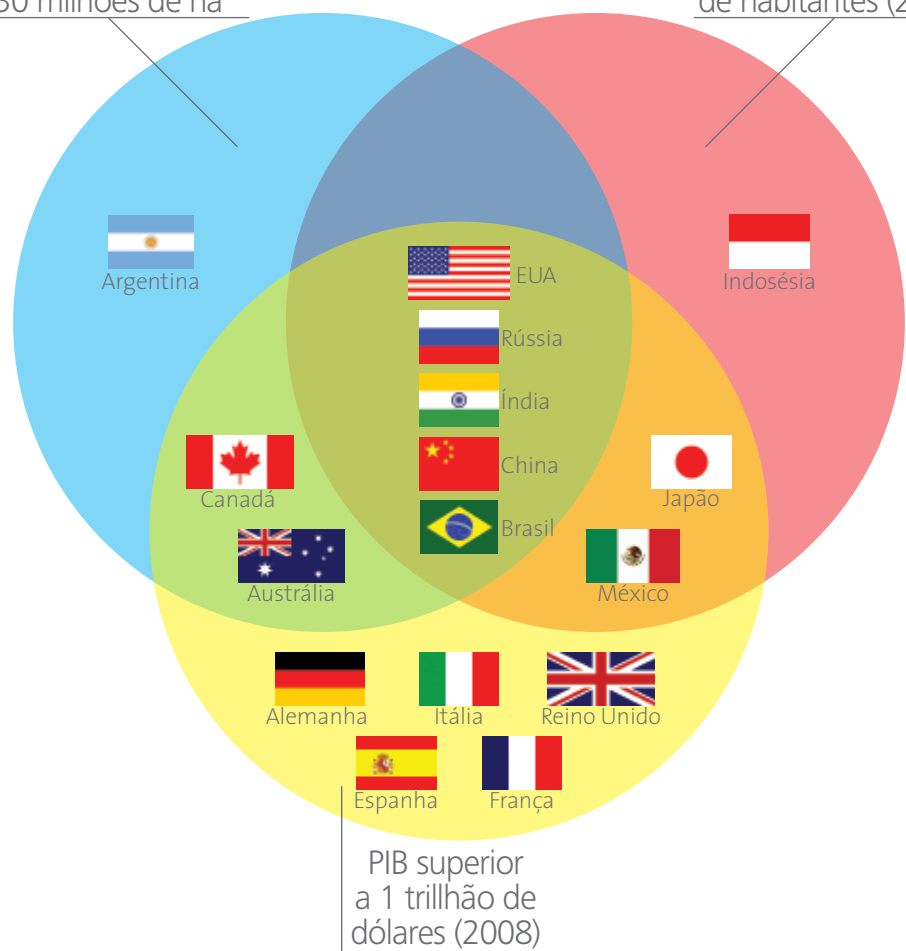 30 milhões de ha
de habitantes (2
Argentina
EUA
Indosésia
Rússia
Índia
China
Canadá
Japão
Brasil
Austrália
México
Alemanha
Itália
Reino Unido
Espanha
França
PIB superior
a 1 trillhão de
dólares (2008)